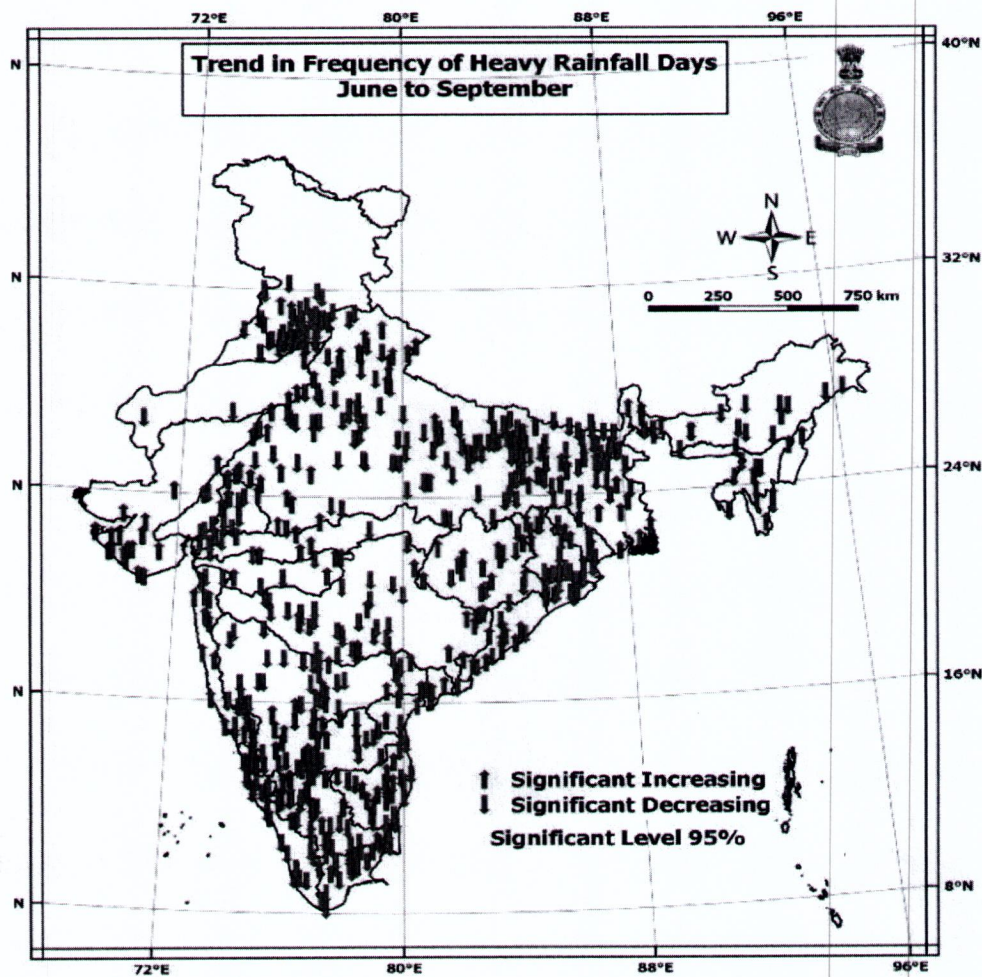 72°E 80°E 88°E 96°E
Trend in Frequency of Heavy Rainfall Days
June to September
40°N
N
N
W E
S
32°N
N
0 250 500 750 km
24°N
N
16°N
N
Significant Increasing
Significant Decreasing
Significant Level 95%
8°N
N
72°E 80°E 88°E 96°E